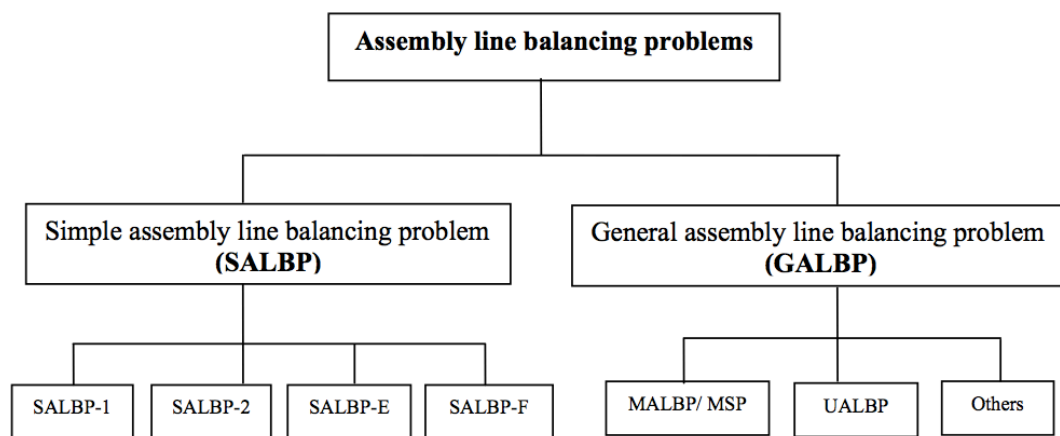 Assembly line balancing problems
Simple assembly line balancing problem
(SALBP)
General assembly line balancing problem
(GALBP)
SALBP-1
SALBP-2
SALBP-E
SALBP-F
MALBP/ MSP
UALBP
Others